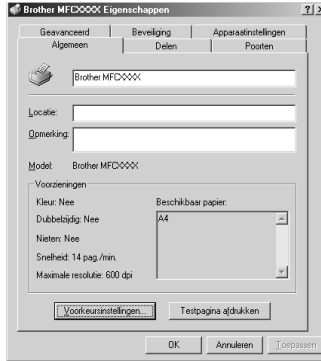 Brother MFCXXXX Eigenschappen
Geavanceerd Beveiliging Apparaatinstellingen
Algemeen Delen Poorten
Brother MFCXXXX
Locatie:
Opmerking:
Model: Brother MFCXXXX
Voorzieningen
Kleur: Nee
Beschikbaar papier:
Dubbelzijdig: Nee
A4
Nieten: Nee
Snelheid: 14 pag./min.
Maximale resolutie: 600 dpi
Voorkeursinstellingen...
Testpagina afdrukken
OK Annuleren Toepassen